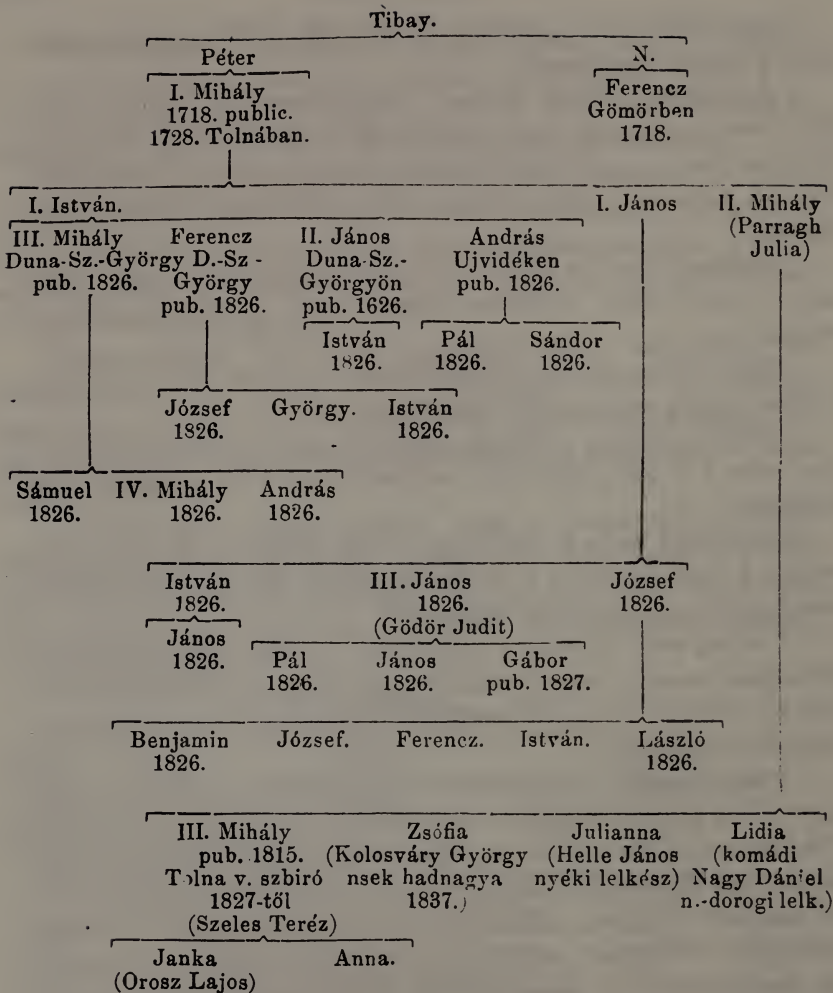 Tibay.
Péter N.
I. Mihály Ferencz
1718. public. Gömörben
1728. Tolnában. 1718.
I. István. I. János II. Mihály
(Parragh
Julia)
III. Mihály Ferencz II. János András
Duna-Sz.-György D.-Sz - Duna-Sz.- Ujvidéken
pub. 1826. György Györgyön pub. 1826.
pub. 1826. pub. 1626.
István Pál Sándor
1826. 1826. 1826.
József György. István
1826. 1826.
Sámuel IV. Mihály András
1826. 1826. 1826.
István III. János József
1826. 1826. 1826.
(Gödör Judit)
János
1826.
Pál János Gábor
1826. 1826. pub. 1827.
Benjamin József. Ferencz. István. László
1826. 1826.
III. Mihály Zsófia Julianna Lidia
pub. 1815. (Kolosváry György (Helle János (komádi
Tolna v. szbiró nsek hadnagya nyéki lelkész) Nagy Dániel
1827-től 1837.) n.-dorogi lelk.)
(Szeles Teréz)
Janka Anna.
(Orosz Lajos)